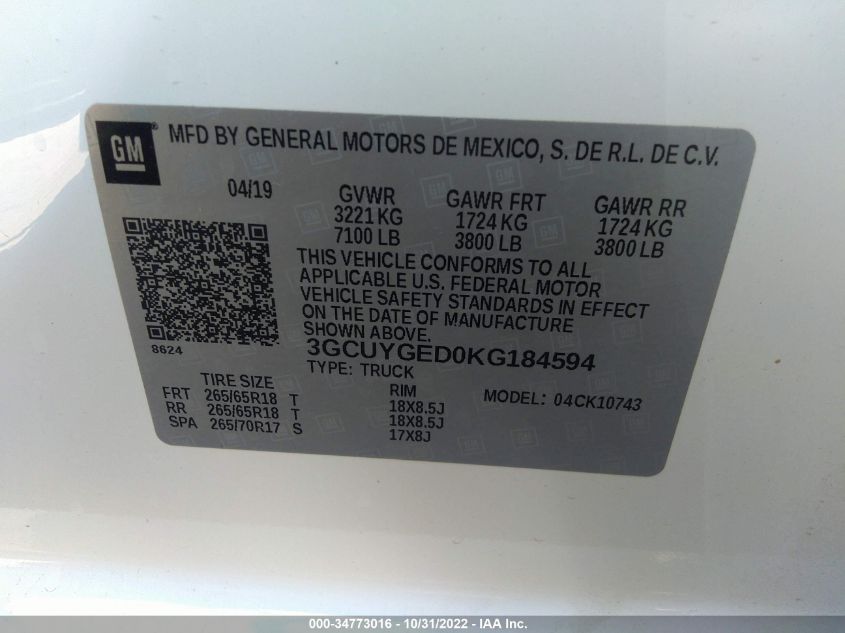 GM ® MFD BY GENERAL MOTORS DE MEXICO, S. DE R.L. DE C.V.
04/19 GVWR GAWR FRT GAWR RR
3221 KG 1724 KG 1724 KG
7100 LB 3800 LB 3800 LB
THIS VEHICLE CONFORMS TO ALL
APPLICABLE U.S. FEDERAL MOTOR
VEHICLE SAFETY STANDARDS IN EFFECT
ON THE DATE OF MANUFACTURE
SHOWN ABOVE.
8624
3GCUYGED0KG184594
TYPE: TRUCK
TIRE SIZE RIM MODEL: 04CK10743
FRT 265/65R18 T 18X8.5J
RR 265/65R18 T 18X8.5J
SPA 265/70R17 S 17X8J
000-34773016 - 10/31/2022 - IAA Inc.